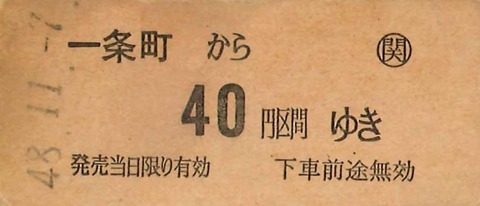 一条町 から ㊟関
40 円区間 ゆき
発売当日限り有効 下車前途無効
48.11.-7